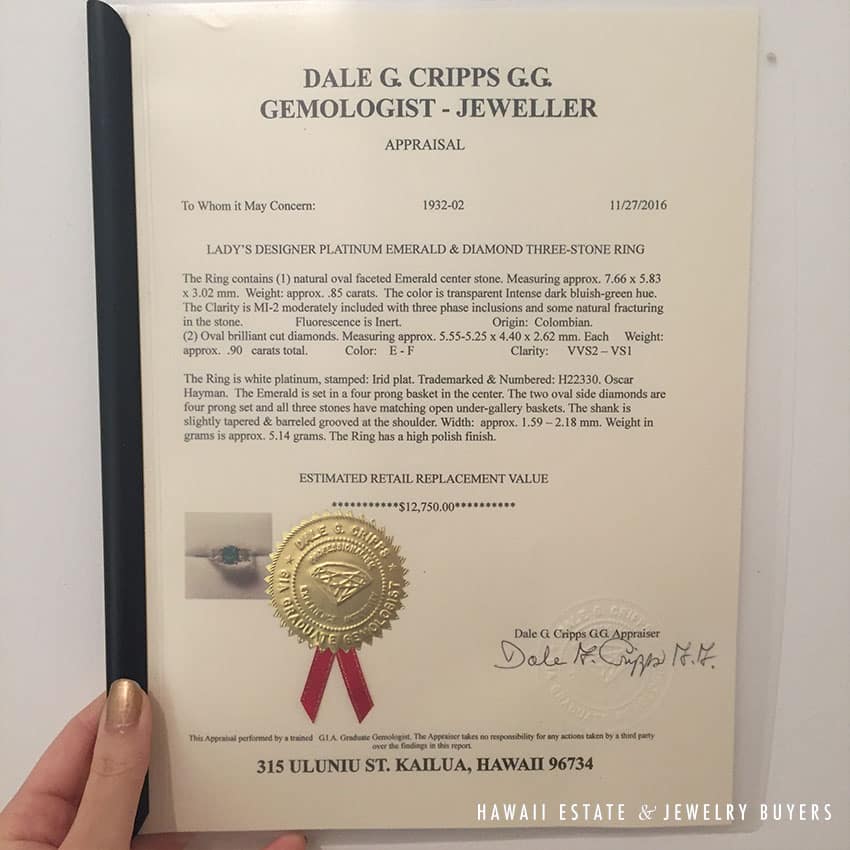 DALE G. CRIPPS G.G.
GEMOLOGIST - JEWELLER
APPRAISAL
To Whom it May Concern: 1932-02 11/27/2016
LADY'S DESIGNER PLATINUM EMERALD & DIAMOND THREE-STONE RING
The Ring contains (1) natural oval faceted Emerald center stone. Measuring approx. 7.66 x 5.83
x 3.02 mm. Weight: approx. .85 carats. The color is transparent Intense dark bluish-green hue.
The Clarity is MI-2 moderately included with three phase inclusions and some natural fracturing
in the stone. Fluorescence is Inert. Origin: Colombian.
(2) Oval brilliant cut diamonds. Measuring approx. 5.55-5.25 x 4.40 x 2.62 mm. Each Weight:
approx. .90 carats total. Color: E - F Clarity: VVS2 – VS1
The Ring is white platinum, stamped: Irid plat. Trademarked & Numbered: H22330. Oscar
Hayman. The Emerald is set in a four prong basket in the center. The two oval side diamonds are
four prong set and all three stones have matching open under-gallery baskets. The shank is
slightly tapered & barreled grooved at the shoulder. Width: approx. 1.59 – 2.18 mm. Weight in
grams is approx. 5.14 grams. The Ring has a high polish finish.
ESTIMATED RETAIL REPLACEMENT VALUE
***********$12,750.00**********
DALE G. CRIPPS
GIA GRADUATE GEMOLOGIST
DALE G. CRIPPS
Dale G. Cripps G.G. Appraiser
Dale G. Cripps G.G.
This Appraisal performed by a trained G.I.A. Graduate Gemologist. The Appraiser takes no responsibility for any actions taken by a third party
over the findings in this report.
315 ULUNIU ST. KAILUA, HAWAII 96734
HAWAII ESTATE & JEWELRY BUYERS